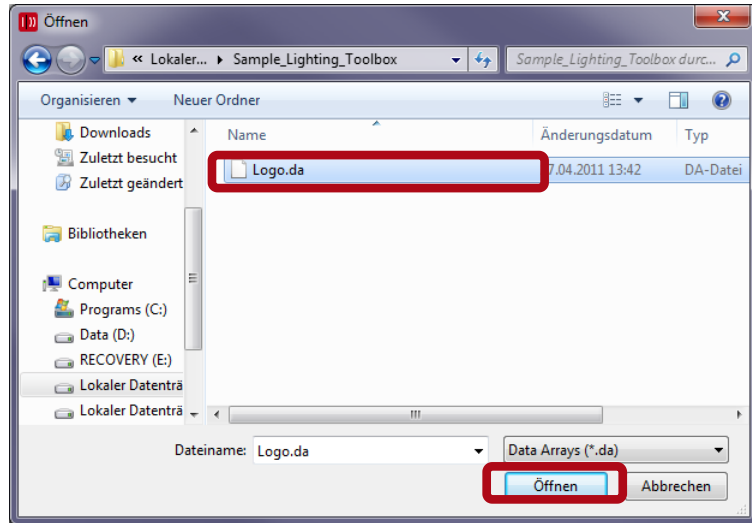 Öffnen
« Lokaler... ▸ Sample_Lighting_Toolbox
Sample_Lighting_Toolbox durc...
Organisieren
Neuer Ordner
Downloads
Zuletzt besucht
Zuletzt geändert
Bibliotheken
Computer
Programs (C:)
Data (D:)
RECOVERY (E:)
Lokaler Datenträ
Lokaler Datenträ
Name Änderungsdatum Typ
Logo.da 7.04.2011 13:42 DA-Datei
Dateiname: Logo.da Data Arrays (*.da)
Öffnen Abbrechen